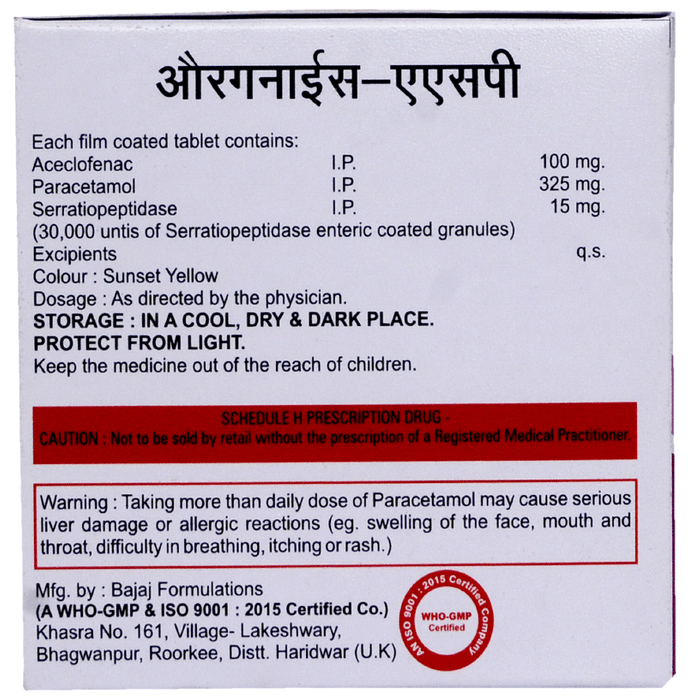 औरगनाईस–एएसपी
Each film coated tablet contains:
Aceclofenac I.P. 100 mg.
Paracetamol I.P. 325 mg.
Serratiopeptidase I.P. 15 mg.
(30,000 untis of Serratiopeptidase enteric coated granules)
Excipients q.s.
Colour : Sunset Yellow
Dosage : As directed by the physician.
STORAGE : IN A COOL, DRY & DARK PLACE.
PROTECT FROM LIGHT.
Keep the medicine out of the reach of children.
SCHEDULE H PRESCRIPTION DRUG -
CAUTION : Not to be sold by retail without the prescription of a Registered Medical Practitioner.
Warning : Taking more than daily dose of Paracetamol may cause serious
liver damage or allergic reactions (eg. swelling of the face, mouth and
throat, difficulty in breathing, itching or rash.)
Mfg. by : Bajaj Formulations
(A WHO-GMP & ISO 9001 : 2015 Certified Co.)
Khasra No. 161, Village- Lakeshwary,
Bhagwanpur, Roorkee, Distt. Haridwar (U.K)
AN ISO 9001 : 2015 Certified Company
WHO-GMP
Certified